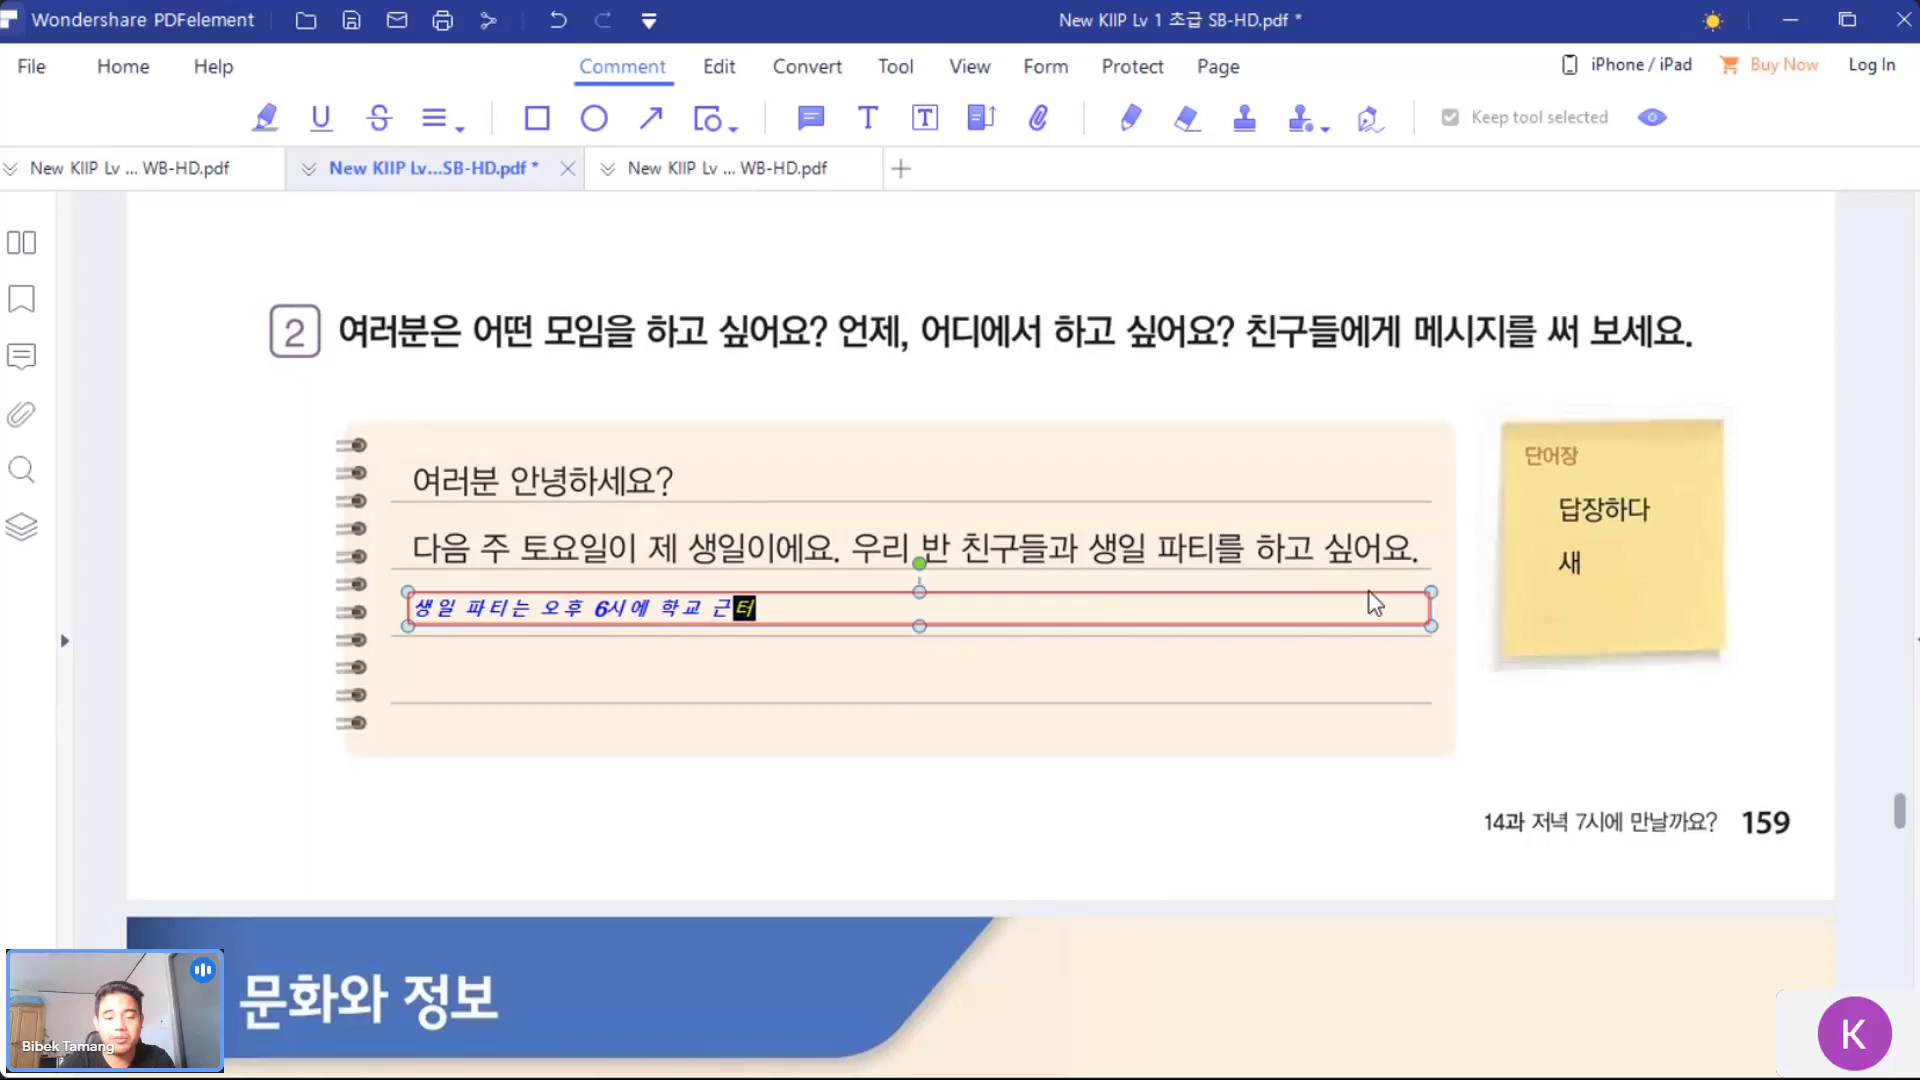 Wondershare PDFelement
New KIIP Lv 1 초급 SB-HD.pdf *
File Home Help Comment Edit Convert Tool View Form Protect Page iPhone / iPad Buy Now Log In
Keep tool selected
New KIIP Lv ... WB-HD.pdf New KIIP Lv...SB-HD.pdf * New KIIP Lv ... WB-HD.pdf
2 여러분은 어떤 모임을 하고 싶어요? 언제, 어디에서 하고 싶어요? 친구들에게 메시지를 써 보세요.
여러분 안녕하세요?
다음 주 토요일이 제 생일이에요. 우리 반 친구들과 생일 파티를 하고 싶어요.
생일 파티는 오후 6시에 학교 근터
단어장
답장하다
새
14과 저녁 7시에 만날까요? 159
문화와 정보
Bibek Tamang
K